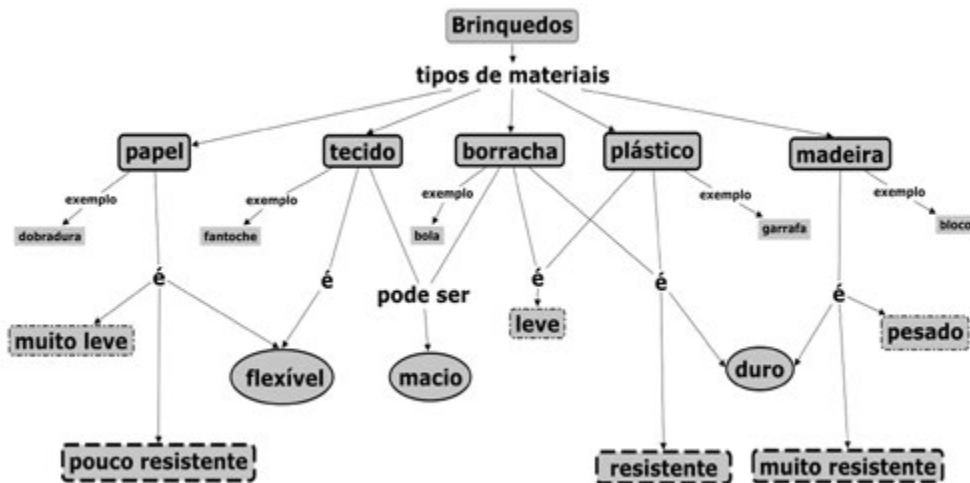 Brinquedos
tipos de materiais
papel
tecido
borracha
plástico
madeira
exemplo
exemplo
exemplo
exemplo
exemplo
dobradura
fantoche
bola
garrafa
bloco
é
é
pode ser
é
é
é
muito leve
leve
pesado
flexível
macio
duro
pouco resistente
resistente
muito resistente